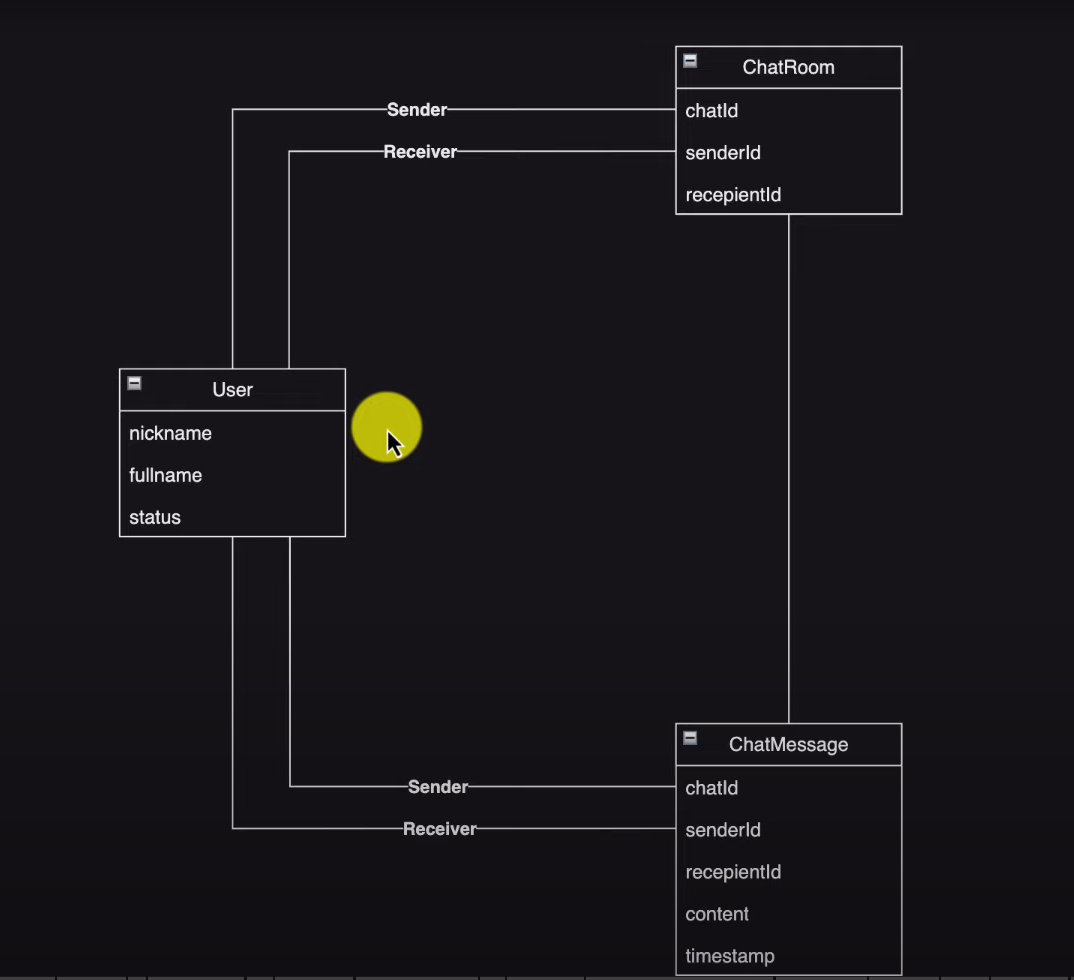 ChatRoom
chatId
senderId
recepientId
Sender
Receiver
User
nickname
fullname
status
Sender
Receiver
ChatMessage
chatId
senderId
recepientId
content
timestamp